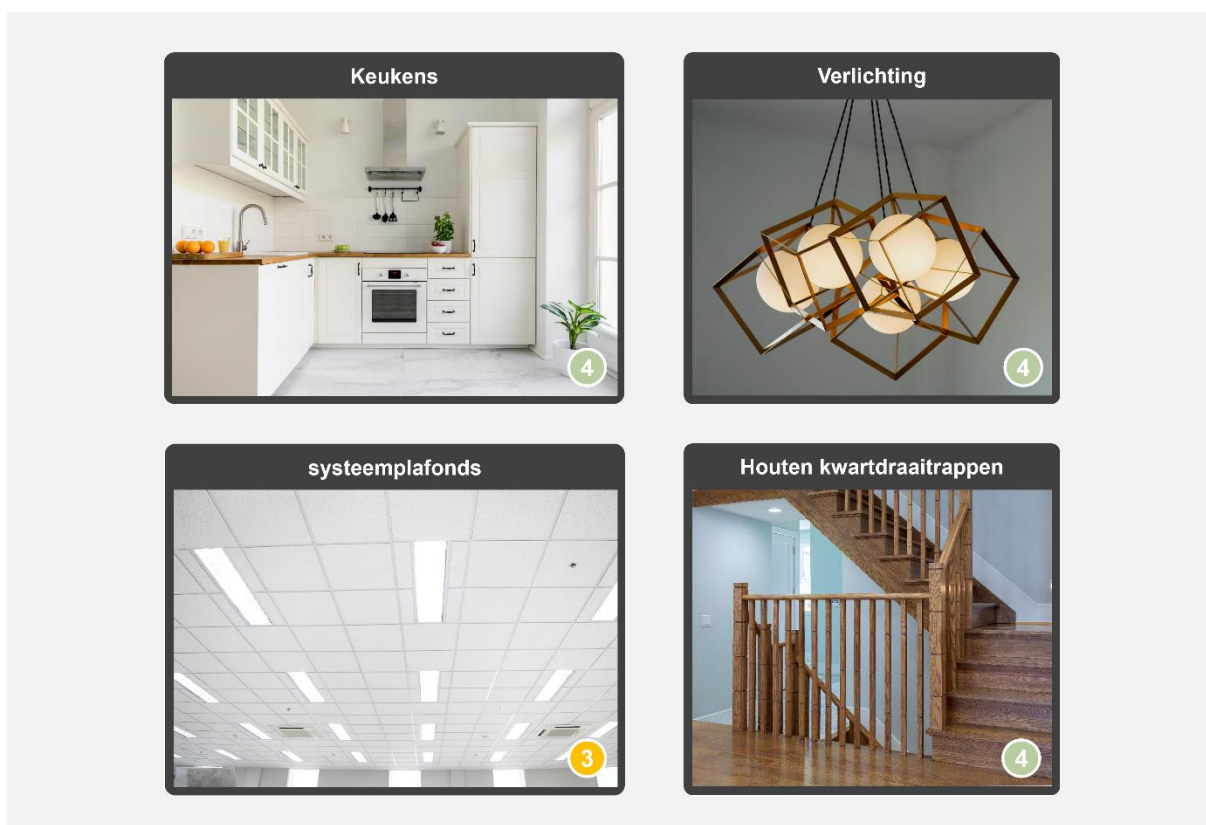 Keukens
Verlichting
4
4
systeemplafonds
Houten kwartdraaitrappen
3
4